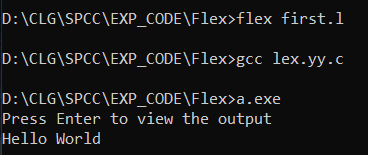 D:\CLG\SPCC\EXP_CODE\Flex>flex first.l
D:\CLG\SPCC\EXP_CODE\Flex>gcc lex.yy.c
D:\CLG\SPCC\EXP_CODE\Flex>a.exe
Press Enter to view the output
Hello World